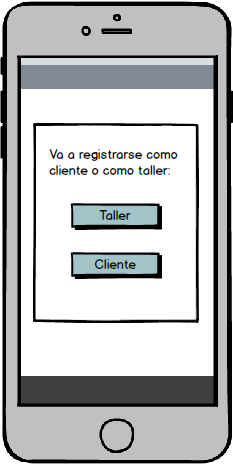 Va a registrarse como
cliente o como taller:
Taller
Cliente